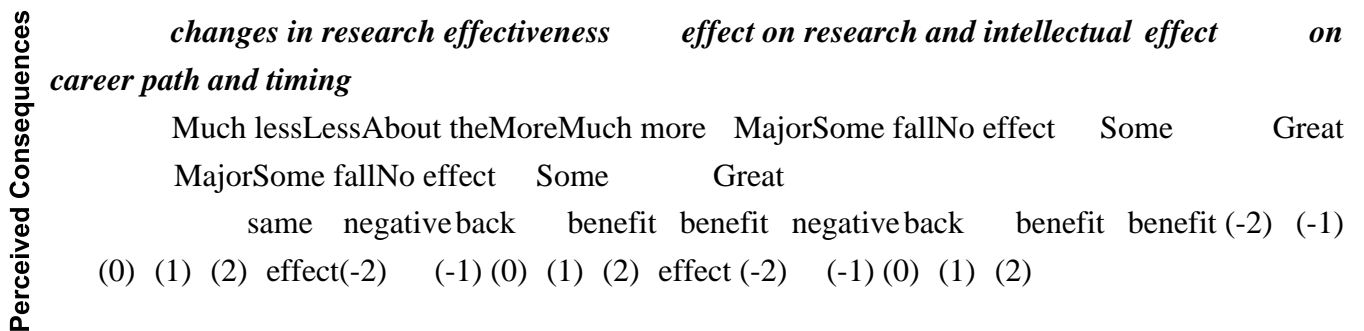 Perceived Consequences
changes in research effectiveness effect on research and intellectual effect on
career path and timing
Much lessLessAbout theMoreMuch more MajorSome fallNo effect Some Great
MajorSome fallNo effect Some Great
same negative back benefit benefit negative back benefit benefit (-2) (-1)
(0) (1) (2) effect(-2) (-1) (0) (1) (2) effect (-2) (-1) (0) (1) (2)